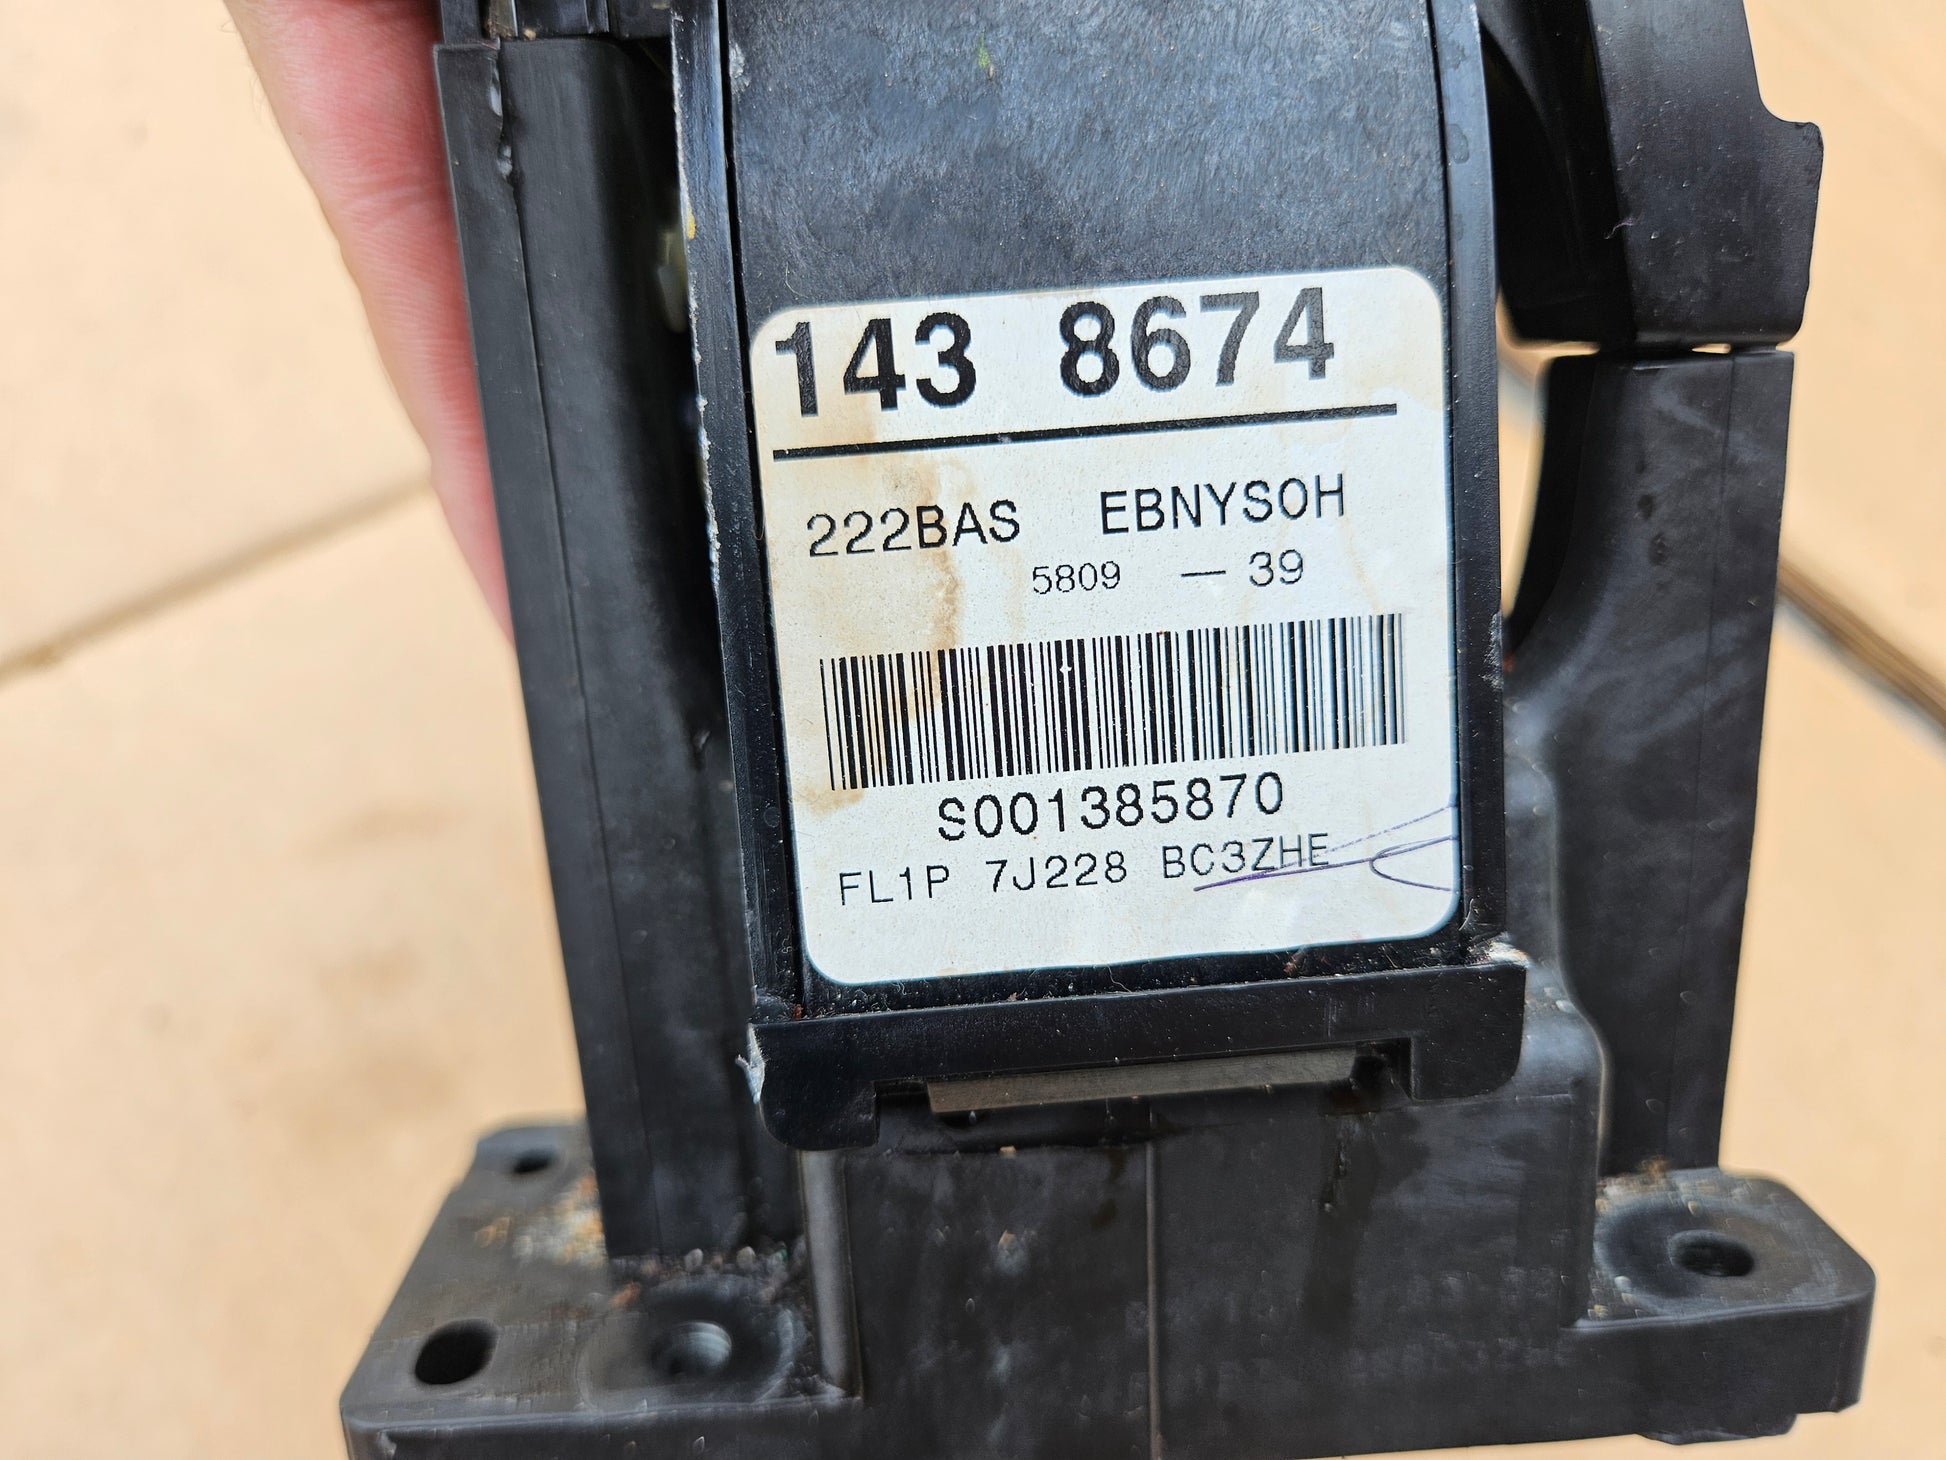 143 8674
222BAS EBNYSOH
5809 — 39
S001385870
FL1P 7J228 BC3ZHE